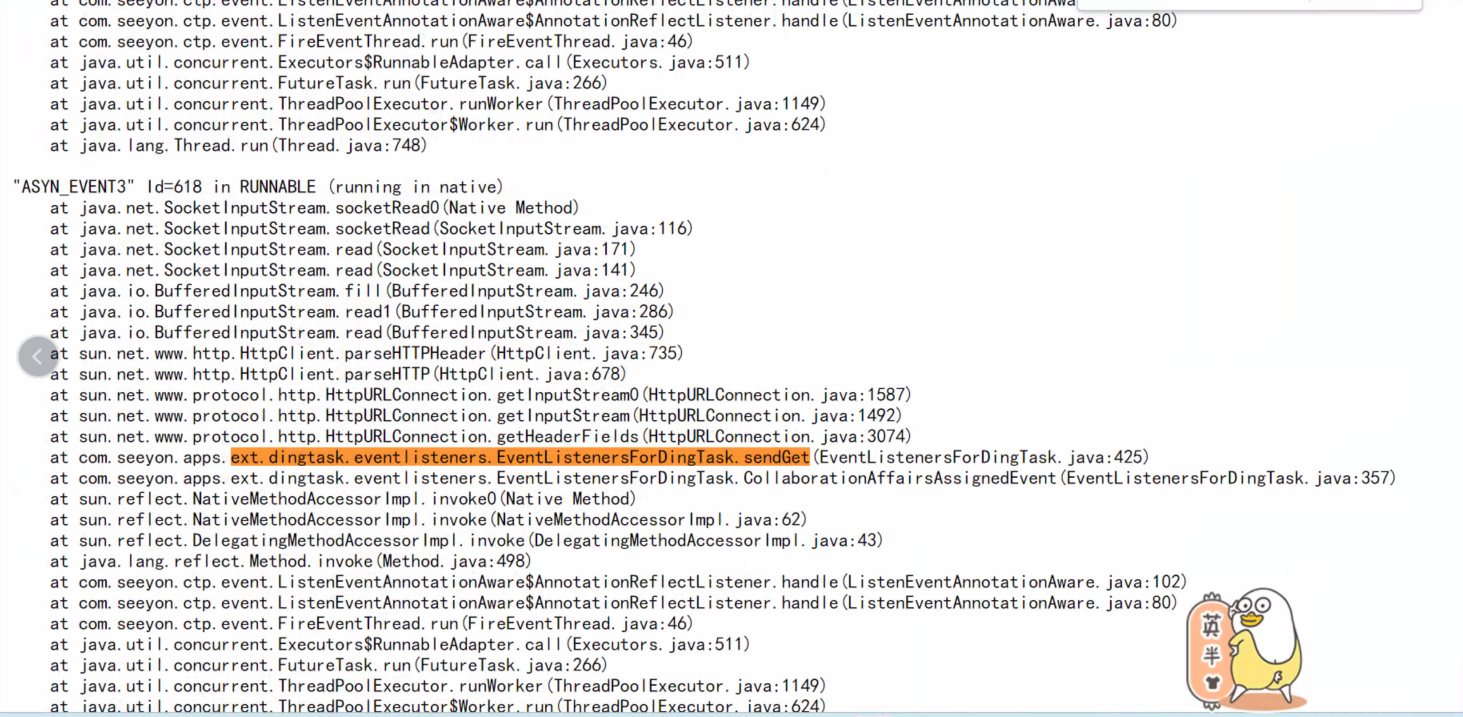 at com.seeyon.ctp.event.ListenEventAnnotationAware$AnnotationReflectListener.handle(ListenEventAnnotationAwa
at com.seeyon.ctp.event.ListenEventAnnotationAware$AnnotationReflectListener.handle(ListenEventAnnotationAware.java:80)
at com.seeyon.ctp.event.FireEventThread.run(FireEventThread.java:46)
at java.util.concurrent.Executors$RunnableAdapter.call(Executors.java:511)
at java.util.concurrent.FutureTask.run(FutureTask.java:266)
at java.util.concurrent.ThreadPoolExecutor.runWorker(ThreadPoolExecutor.java:1149)
at java.util.concurrent.ThreadPoolExecutor$Worker.run(ThreadPoolExecutor.java:624)
at java.lang.Thread.run(Thread.java:748)
"ASYN_EVENT3" Id=618 in RUNNABLE (running in native)
at java.net.SocketInputStream.socketRead0(Native Method)
at java.net.SocketInputStream.socketRead(SocketInputStream.java:116)
at java.net.SocketInputStream.read(SocketInputStream.java:171)
at java.net.SocketInputStream.read(SocketInputStream.java:141)
at java.io.BufferedInputStream.fill(BufferedInputStream.java:246)
at java.io.BufferedInputStream.read1(BufferedInputStream.java:286)
at java.io.BufferedInputStream.read(BufferedInputStream.java:345)
at sun.net.www.http.HttpClient.parseHTTPHeader(HttpClient.java:735)
at sun.net.www.http.HttpClient.parseHTTP(HttpClient.java:678)
at sun.net.www.protocol.http.HttpURLConnection.getInputStream0(HttpURLConnection.java:1587)
at sun.net.www.protocol.http.HttpURLConnection.getInputStream(HttpURLConnection.java:1492)
at sun.net.www.protocol.http.HttpURLConnection.getHeaderFields(HttpURLConnection.java:3074)
at com.seeyon.apps.ext.dingtask.eventlisteners.EventListenersForDingTask.sendGet(EventListenersForDingTask.java:425)
at com.seeyon.apps.ext.dingtask.eventlisteners.EventListenersForDingTask.CollaborationAffairsAssignedEvent(EventListenersForDingTask.java:357)
at sun.reflect.NativeMethodAccessorImpl.invoke0(Native Method)
at sun.reflect.NativeMethodAccessorImpl.invoke(NativeMethodAccessorImpl.java:62)
at sun.reflect.DelegatingMethodAccessorImpl.invoke(DelegatingMethodAccessorImpl.java:43)
at java.lang.reflect.Method.invoke(Method.java:498)
at com.seeyon.ctp.event.ListenEventAnnotationAware$AnnotationReflectListener.handle(ListenEventAnnotationAware.java:102)
at com.seeyon.ctp.event.ListenEventAnnotationAware$AnnotationReflectListener.handle(ListenEventAnnotationAware.java:80)
at com.seeyon.ctp.event.FireEventThread.run(FireEventThread.java:46)
at java.util.concurrent.Executors$RunnableAdapter.call(Executors.java:511)
at java.util.concurrent.FutureTask.run(FutureTask.java:266)
at java.util.concurrent.ThreadPoolExecutor.runWorker(ThreadPoolExecutor.java:1149)
at java.util.concurrent.ThreadPoolExecutor$Worker.run(ThreadPoolExecutor.java:624)
英
半